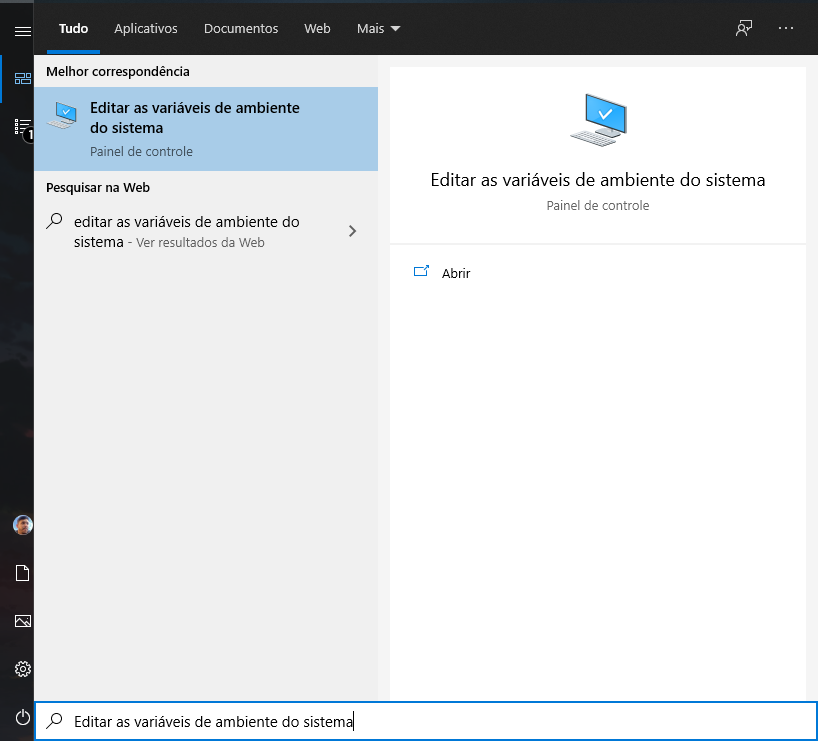 Tudo Aplicativos Documentos Web Mais
Melhor correspondência
Editar as variáveis de ambiente
do sistema
Painel de controle
Pesquisar na Web
editar as variáveis de ambiente do
sistema - Ver resultados da Web
Editar as variáveis de ambiente do sistema
Painel de controle
Abrir
1
Editar as variáveis de ambiente do sistema